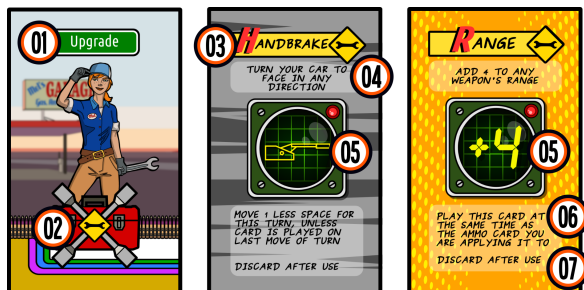 01
Upgrade
GARAG
02
03
HANDBRAKE
TURN YOUR CAR TO
FACE IN ANY
DIRECTION
04
05
MOVE 1 LESS SPACE FOR
THIS TURN, UNLESS
CARD IS PLAYED ON
LAST MOVE OF TURN
DISCARD AFTER USE
RANGE
ADD 4 TO ANY
WEAPON'S RANGE
+4
05
PLAY THIS CARD AT
THE SAME TIME AS
THE AMMO CARD YOU
ARE APPLYING IT TO
06
DISCARD AFTER USE
07